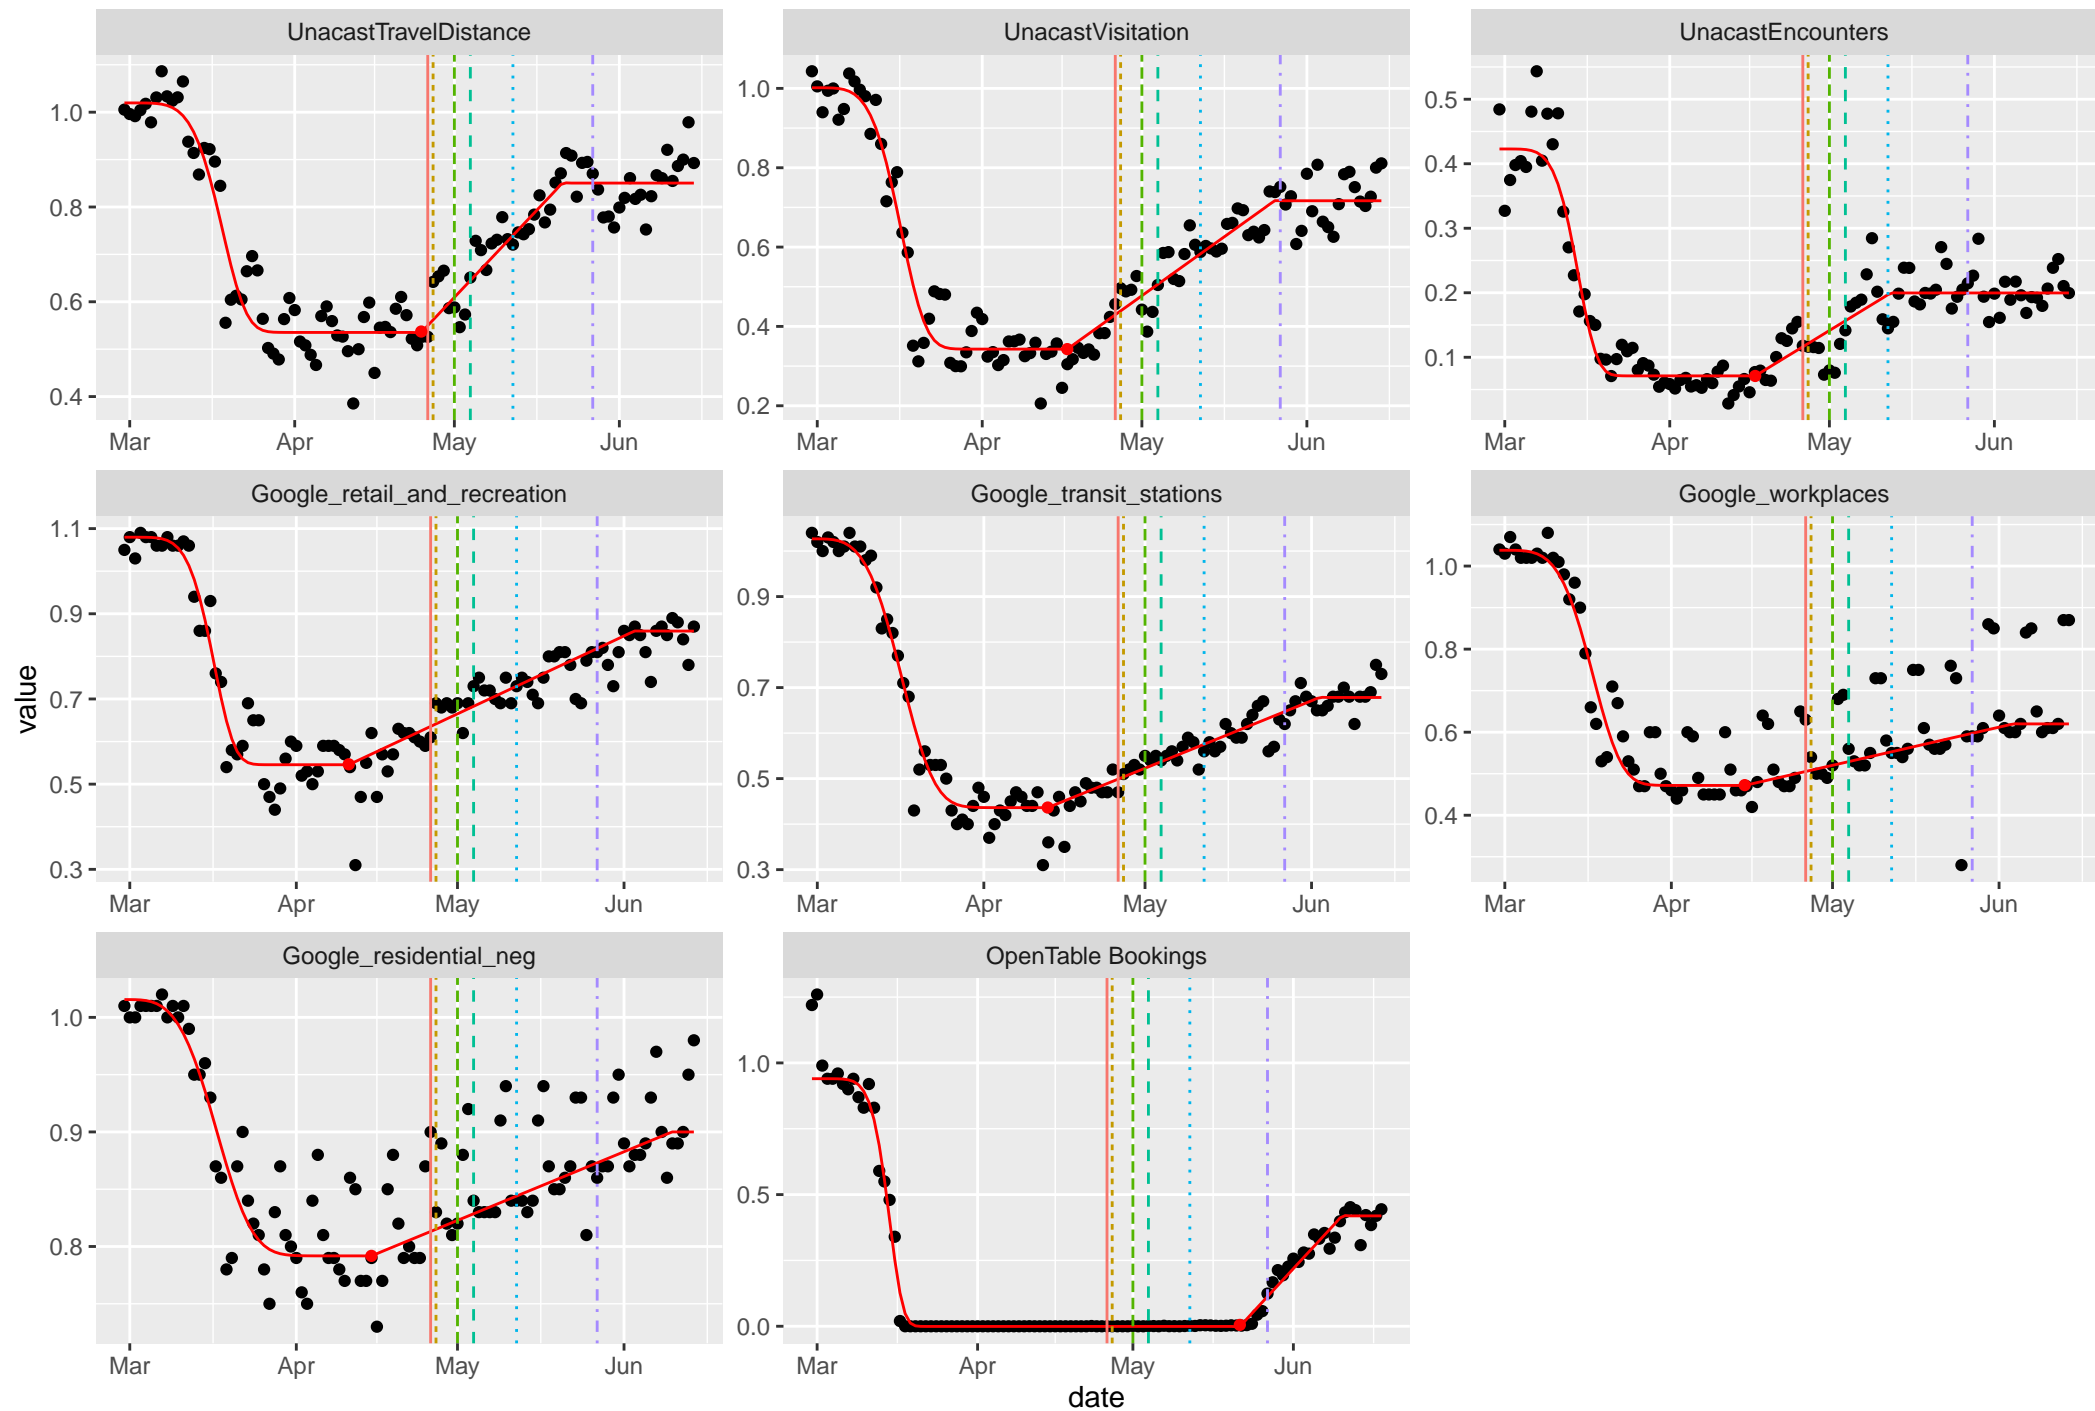 UnacastTravelDistance
UnacastVisitation
UnacastEncounters
1.0
0.8
0.6
0.4
Mar Apr May Jun
1.0
0.8
0.6
0.4
0.2
Mar Apr May Jun
0.5
0.4
0.3
0.2
0.1
Mar Apr May Jun
Google_retail_and_recreation
Google_transit_stations
Google_workplaces
value
1.1
0.9
0.7
0.5
0.3
Mar Apr May Jun
0.9
0.7
0.5
0.3
Mar Apr May Jun
1.0
0.8
0.6
0.4
Mar Apr May Jun
Google_residential_neg
OpenTable Bookings
1.0
0.9
0.8
Mar Apr May Jun
1.0
0.5
0.0
Mar Apr May Jun
date